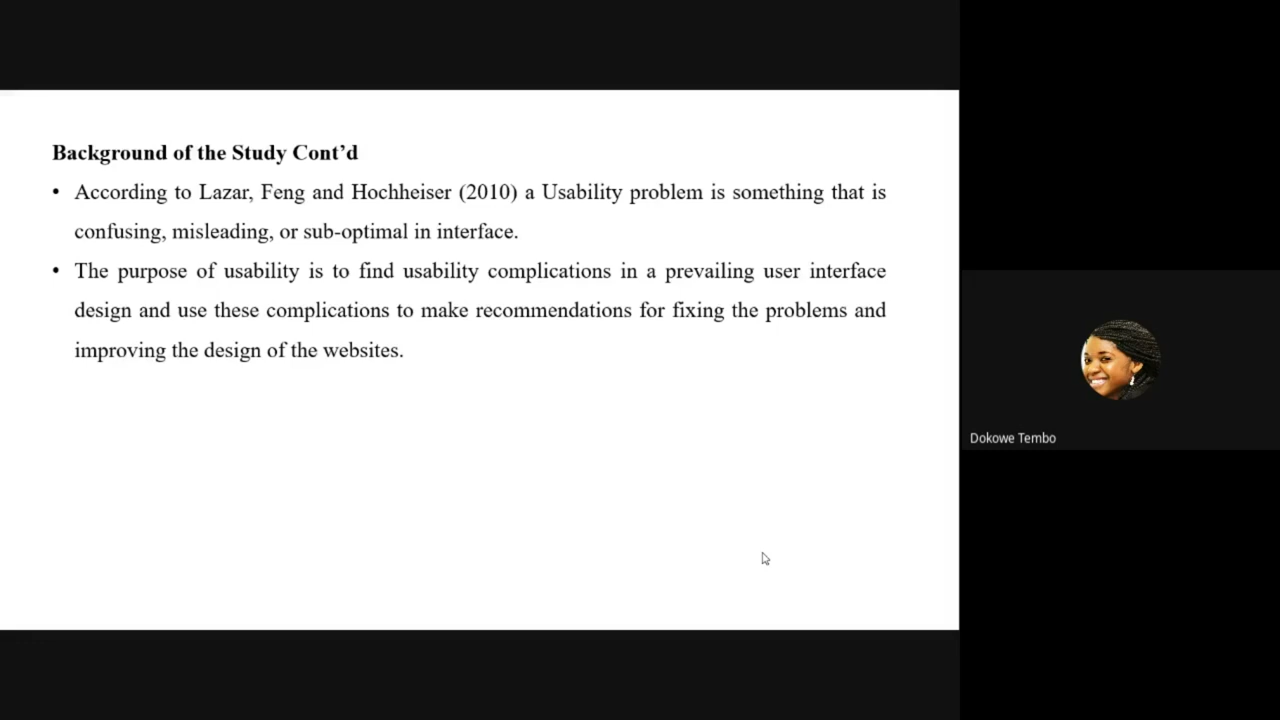 Background of the Study Cont’d
• According to Lazar, Feng and Hochheiser (2010) a Usability problem is something that is
confusing, misleading, or sub-optimal in interface.
• The purpose of usability is to find usability complications in a prevailing user interface
design and use these complications to make recommendations for fixing the problems and
improving the design of the websites.
Dokowe Tembo